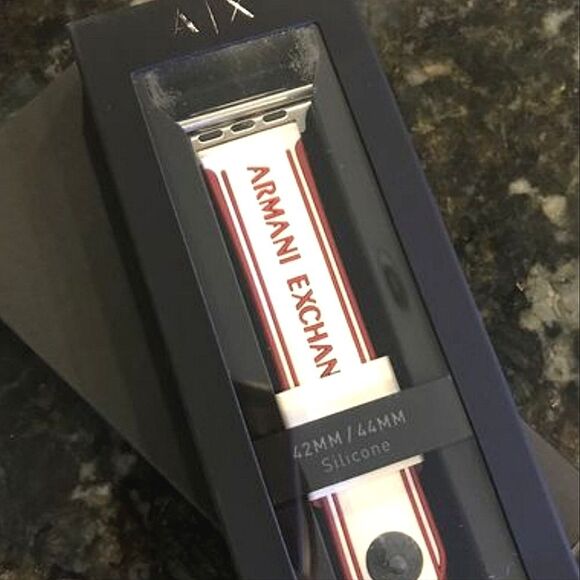 A|X
ARMANI EXCHAN
42MM / 44MM
Silicone